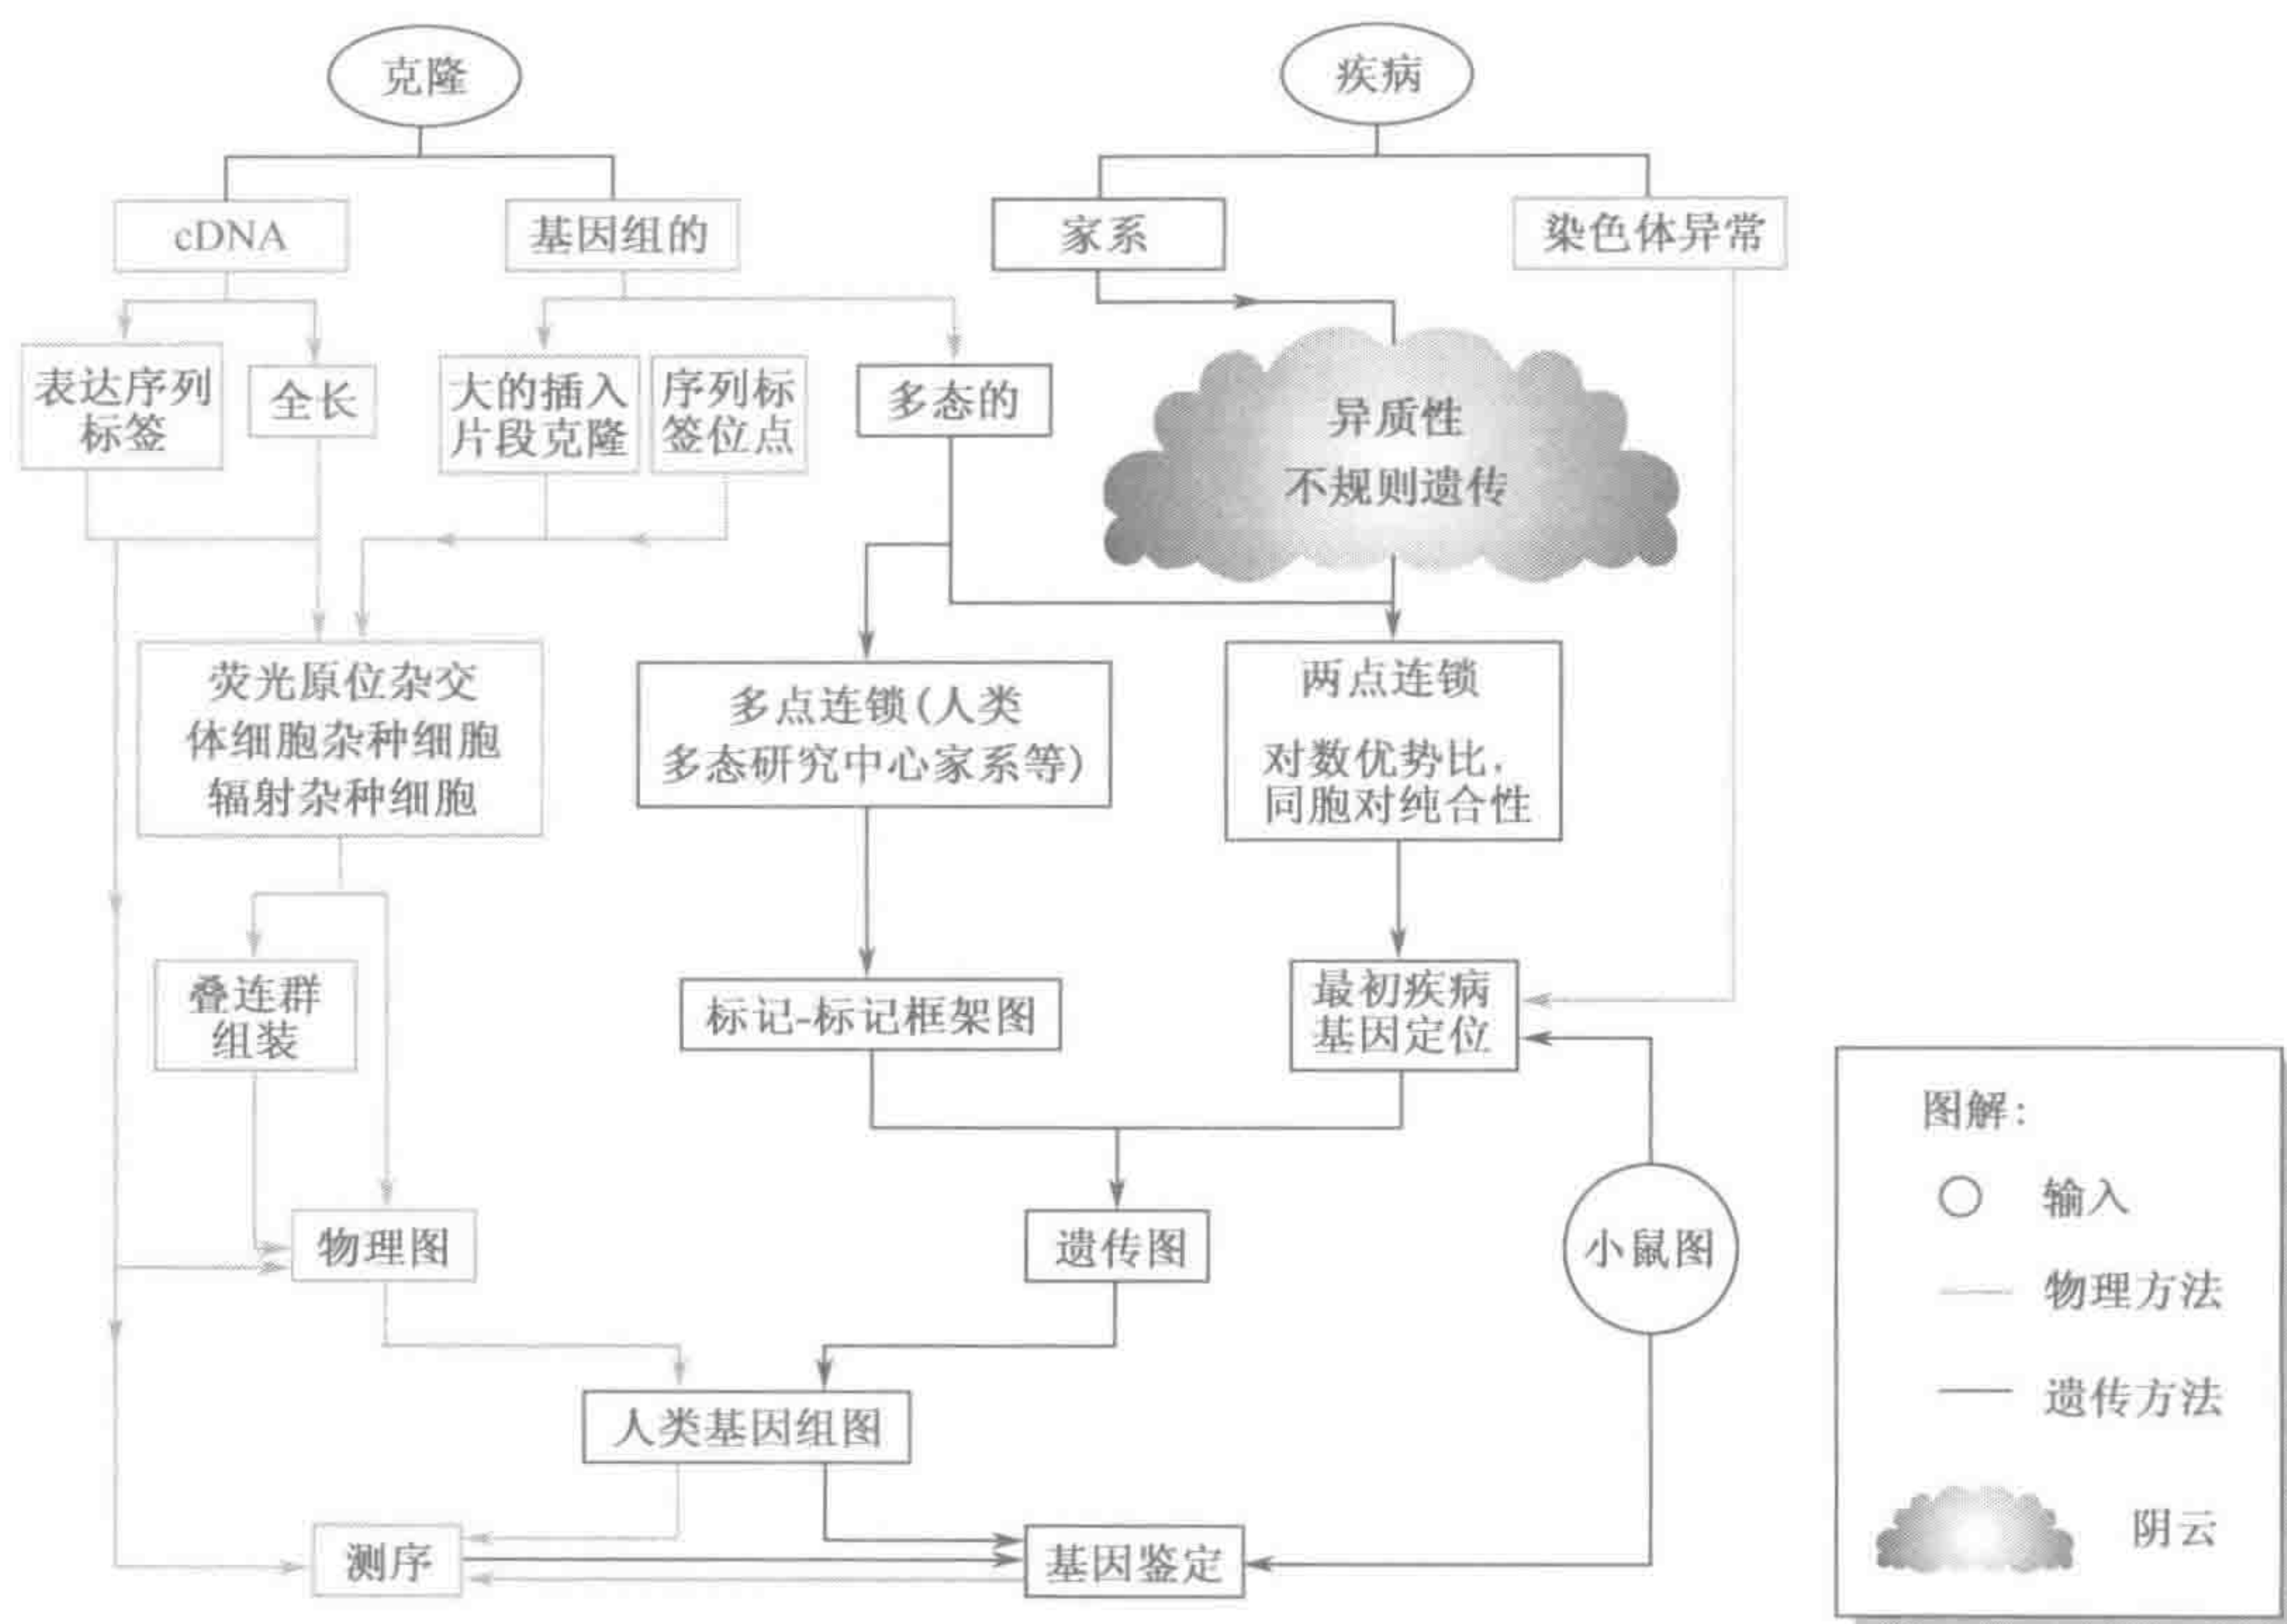 克隆
疾病
cDNA
基因组的
家系
染色体异常
表达序列
标签
全长
大的插入
片段克隆
序列标
签位点
多态的
异质性
不规则遗传
荧光原位杂交
体细胞杂种细胞
辐射杂种细胞
多点连锁(人类
多态研究中心家系等)
两点连锁
对数优势比,
同胞对纯合性
叠连群
组装
标记-标记框架图
最初疾病
基因定位
物理图
遗传图
小鼠图
人类基因组图
测序
基因鉴定
图解:
输入
物理方法
遗传方法
阴云